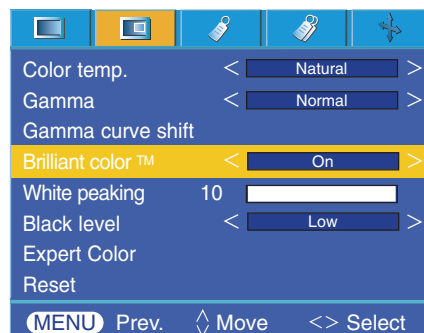 Color temp. < Natural >
Gamma < Normal >
Gamma curve shift
Brilliant color TM < On >
White peaking 10
Black level < Low >
Expert Color
Reset
MENU Prev. Move <> Select